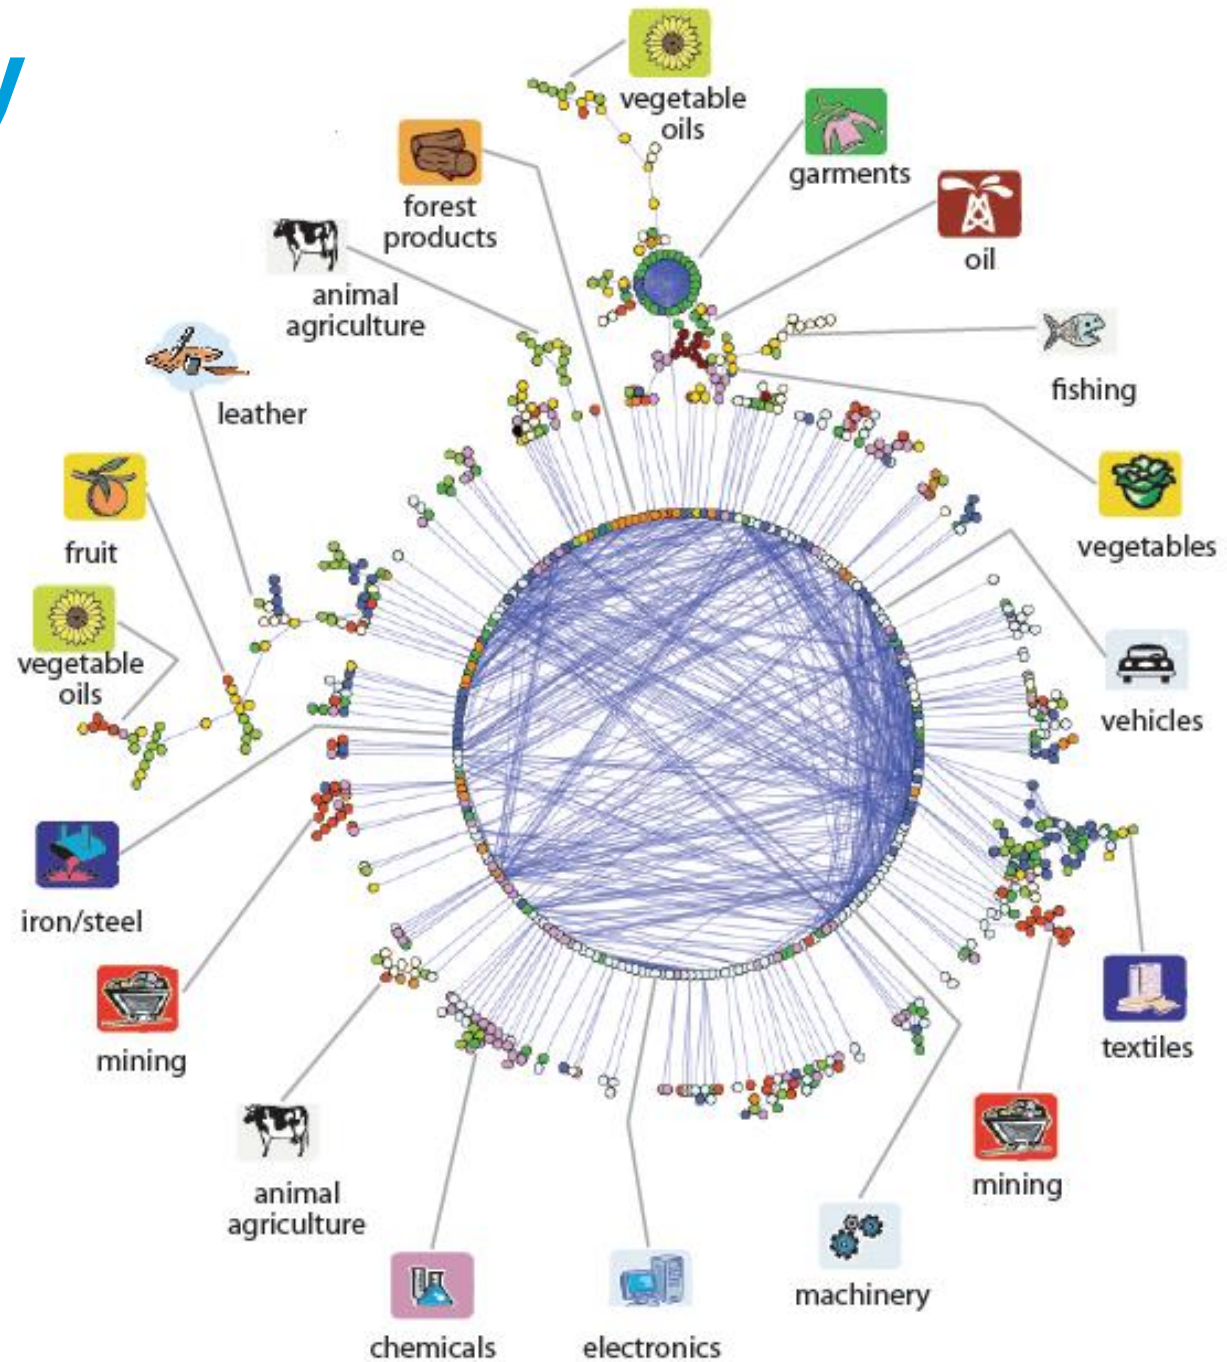 y
vegetable
oils
garments
forest
products
oil
animal
agriculture
fishing
leather
vegetables
fruit
vegetable
oils
vehicles
iron/steel
mining
textiles
animal
agriculture
mining
machinery
chemicals
electronics